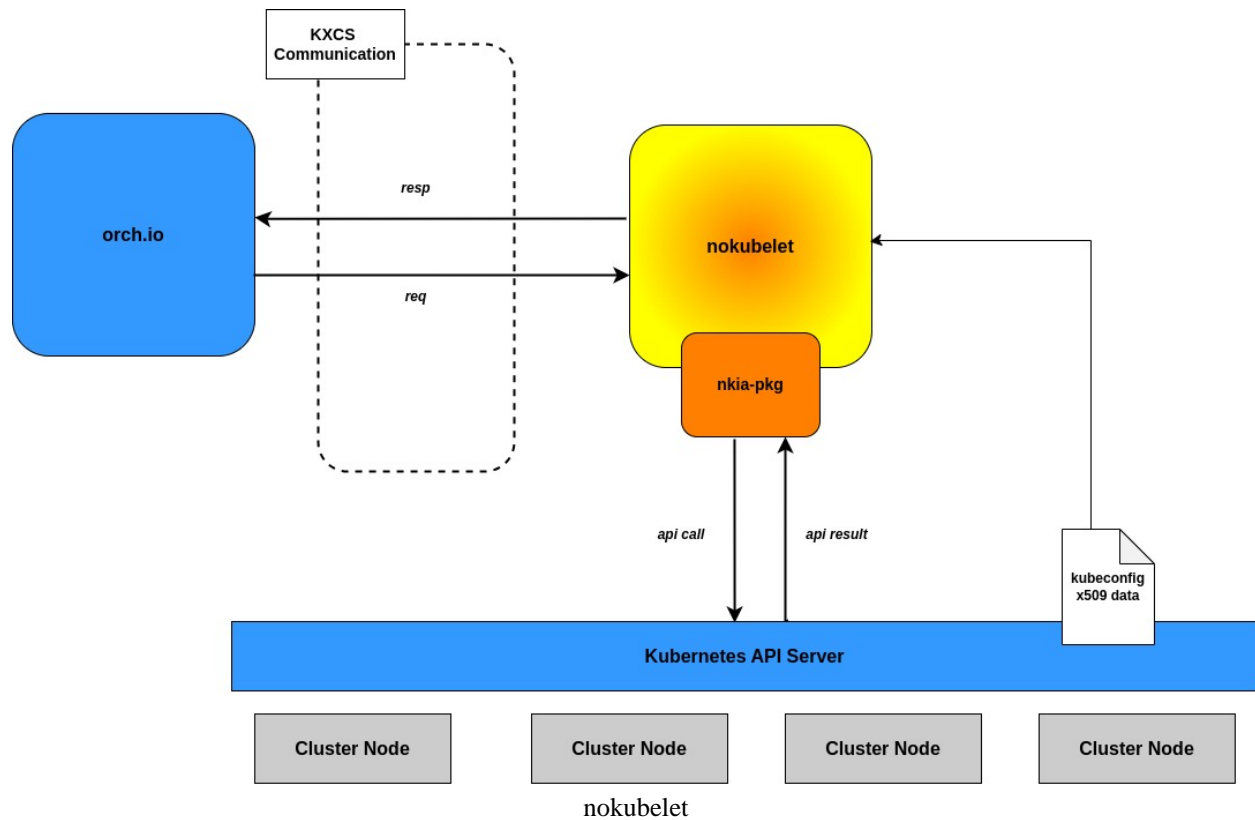 KXCS
Communication
orch.io
resp
req
nokubelet
nkia-pkg
api call
api result
kubeconfig
x509 data
Kubernetes API Server
Cluster Node
Cluster Node
Cluster Node
Cluster Node
nokubelet